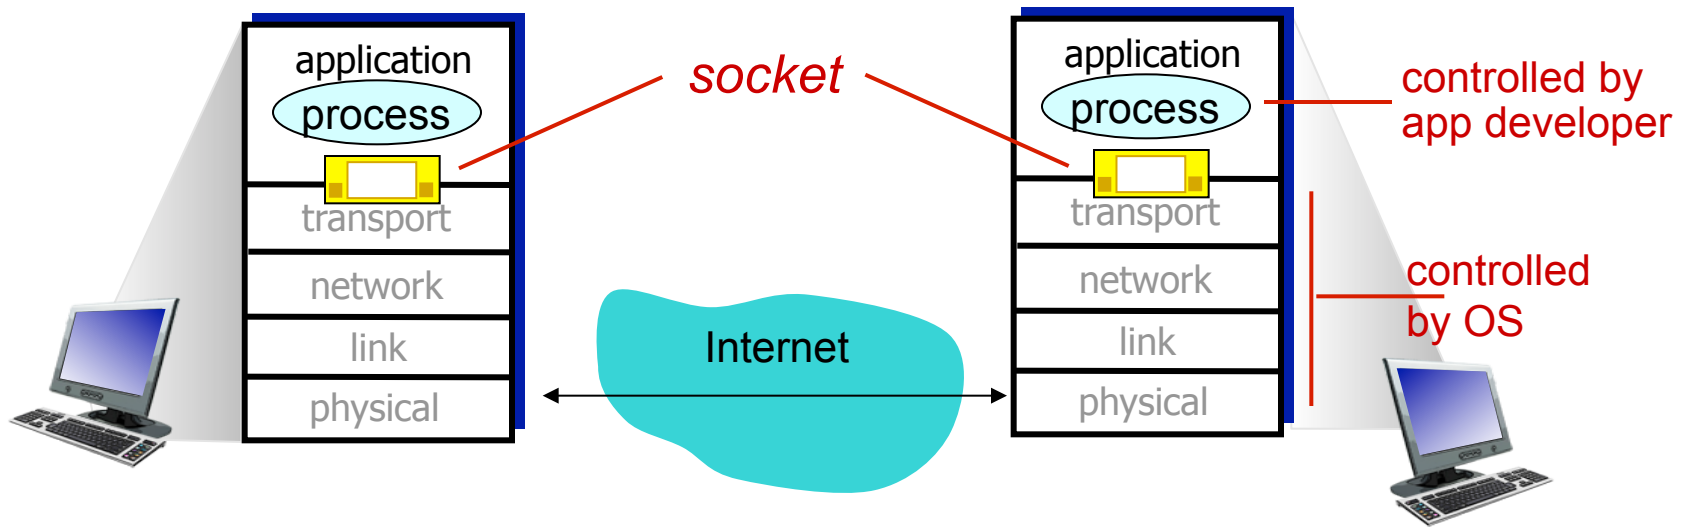 application
process
transport
network
link
physical
socket
Internet
application
process
transport
network
link
physical
controlled by
app developer
controlled
by OS